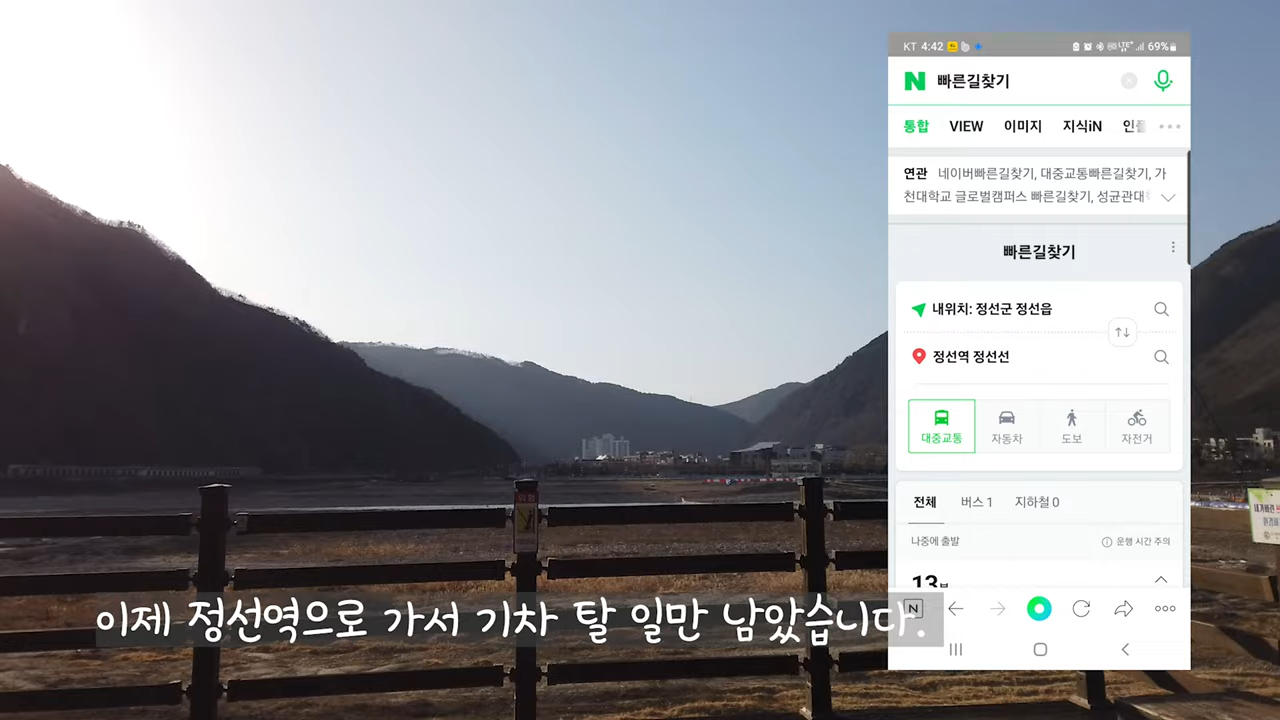 KT 4:42
LTE+
69%
N 빠른길찾기
통합 VIEW 이미지 지식iN
연관 네이버빠른길찾기, 대중교통빠른길찾기, 가
천대학교 글로벌캠퍼스 빠른길찾기, 성균관대
빠른길찾기
내위치: 정선군 정선읍
정선역 정선선
대중교통 자동차 도보 자전거
전체 버스 1 지하철 0
나중에 출발 운행 시간 주의
13분
N
이제 정선역으로 가서 기차 탈 일만 남았습니다.
위험